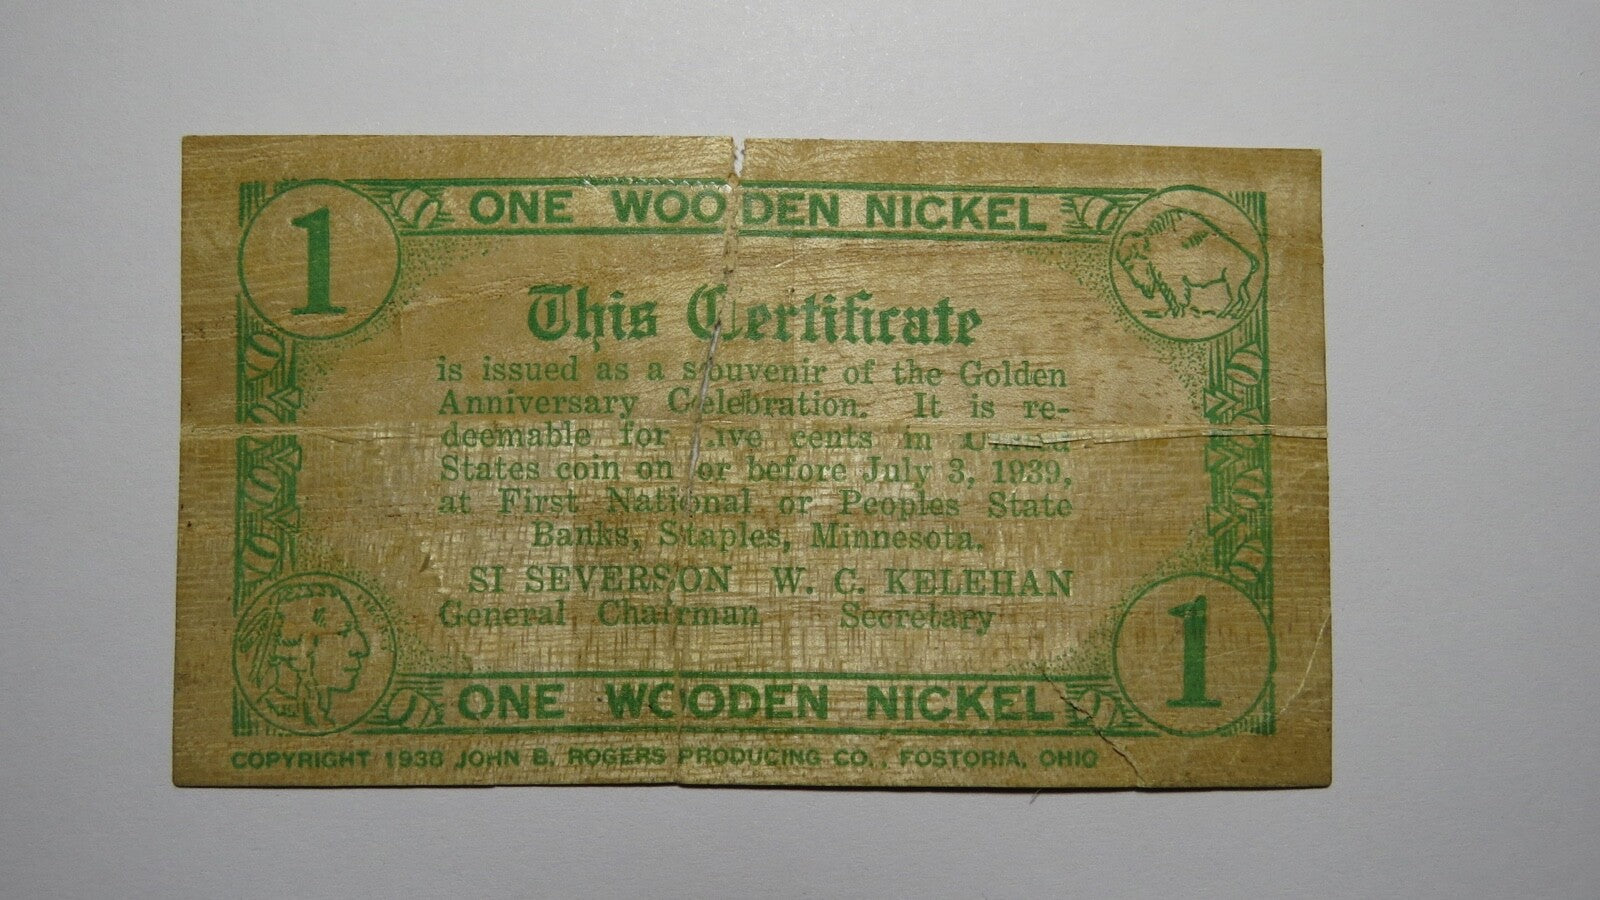 1 ONE WOODEN NICKEL
This Certificate
is issued as a souvenir of the Golden
Anniversary Celebration. It is re-
deemable for five cents in United
States coin on or before July 3, 1939,
at First National or Peoples State
Banks, Staples, Minnesota.
SI SEVERSON W. C. KELEHAN
General Chairman Secretary
ONE WOODEN NICKEL 1
COPYRIGHT 1938 JOHN B. ROGERS PRODUCING CO., FOSTORIA, OHIO